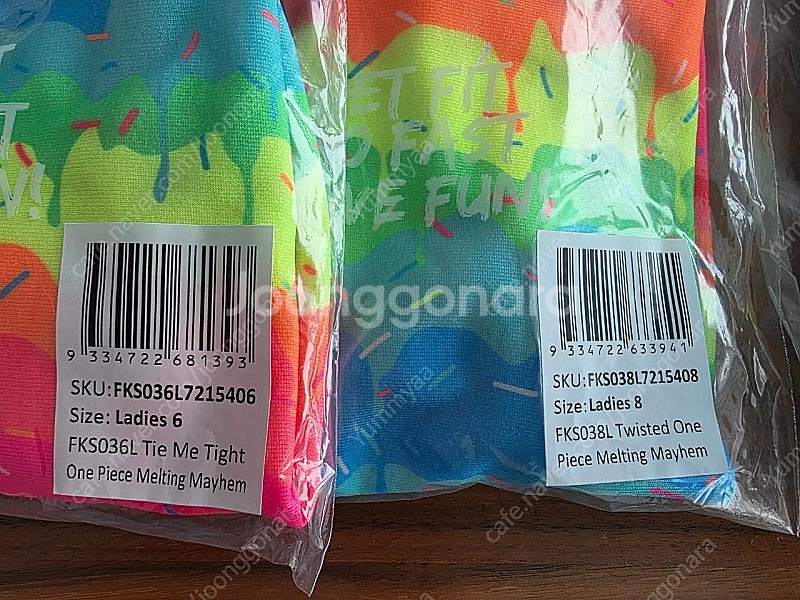 ET FIT
O FAST
VE FUN!
T
N!
9 334722 681393
SKU: FKS036L7215406
Size: Ladies 6
FKS036L Tie Me Tight
One Piece Melting Mayhem
9 334722 633941
SKU: FKS038L7215408
Size: Ladies 8
FKS038L Twisted One
Piece Melting Mayhem
Joonggonara